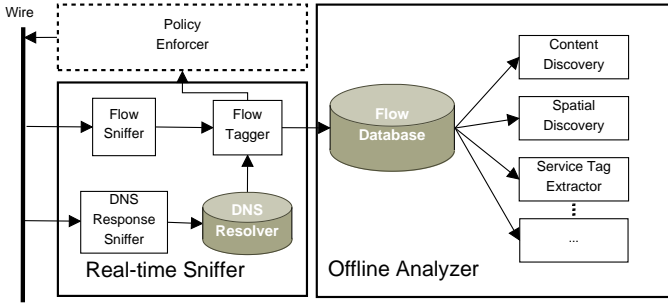 Wire
Policy
Enforcer
Flow
Sniffer
Flow
Tagger
DNS
Response
Sniffer
DNS
Resolver
Real-time Sniffer
Flow
Database
Content
Discovery
Spatial
Discovery
Service Tag
Extractor
...
Offline Analyzer